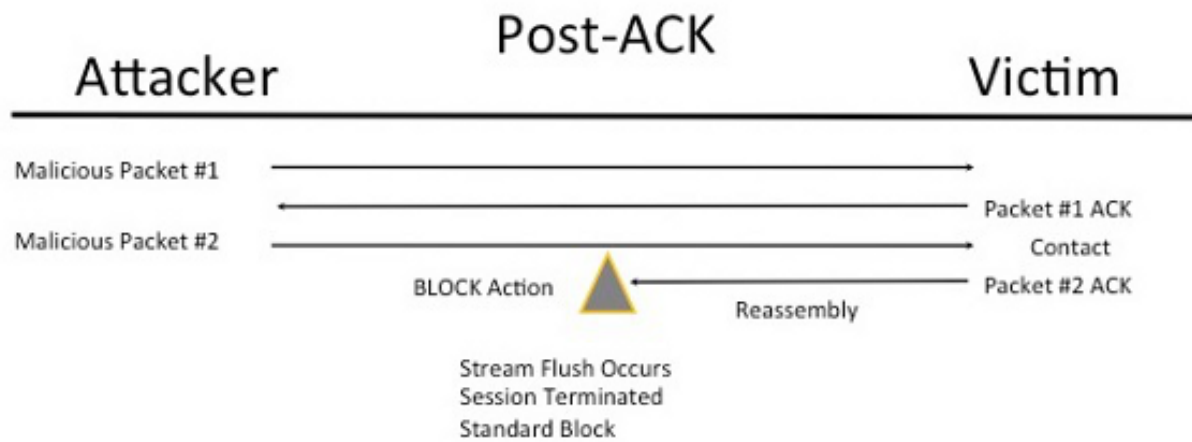 Post-ACK
Attacker
Victim
Malicious Packet #1
Packet #1 ACK
Malicious Packet #2
Contact
BLOCK Action
Packet #2 ACK
Reassembly
Stream Flush Occurs
Session Terminated
Standard Block